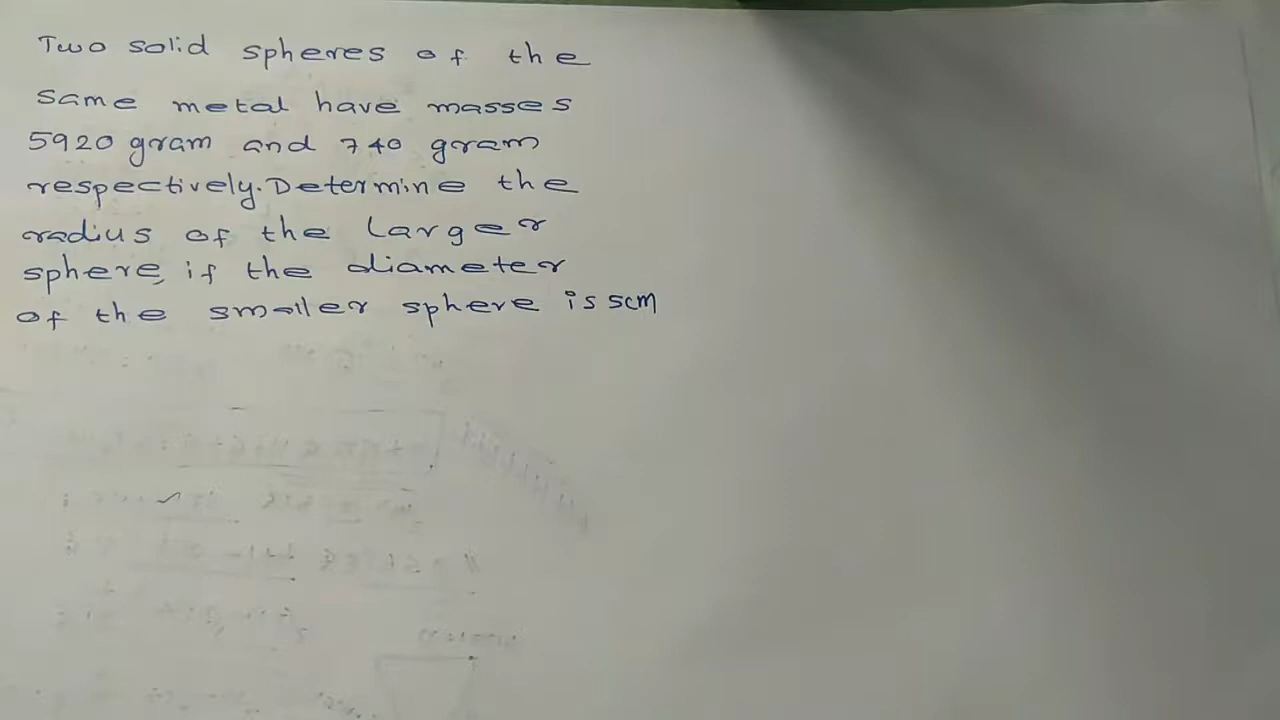 Two solid spheres of the
same metal have masses
5920 gram and 740 gram
respectively. Determine the
radius of the larger
sphere, if the diameter
of the smaller sphere is 5cm